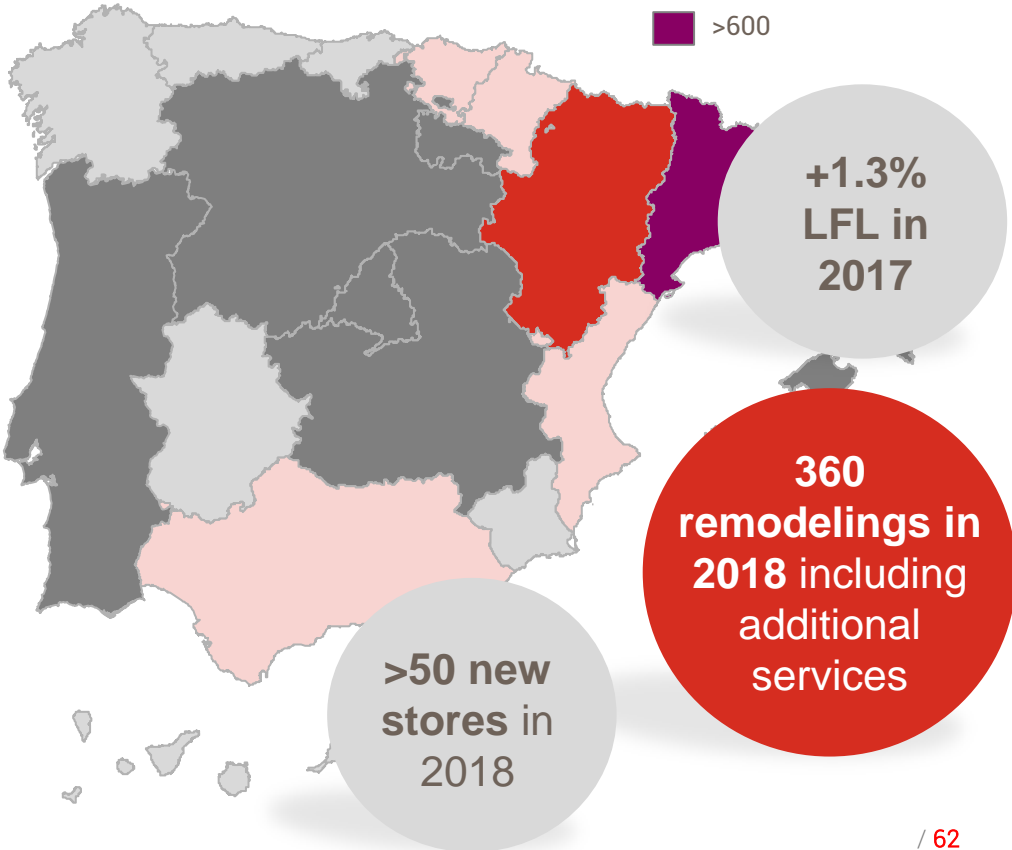 >600
+1.3%
LFL in
2017
360
remodelings in
2018 including
additional
services
>50 new
stores in
2018
/ 62